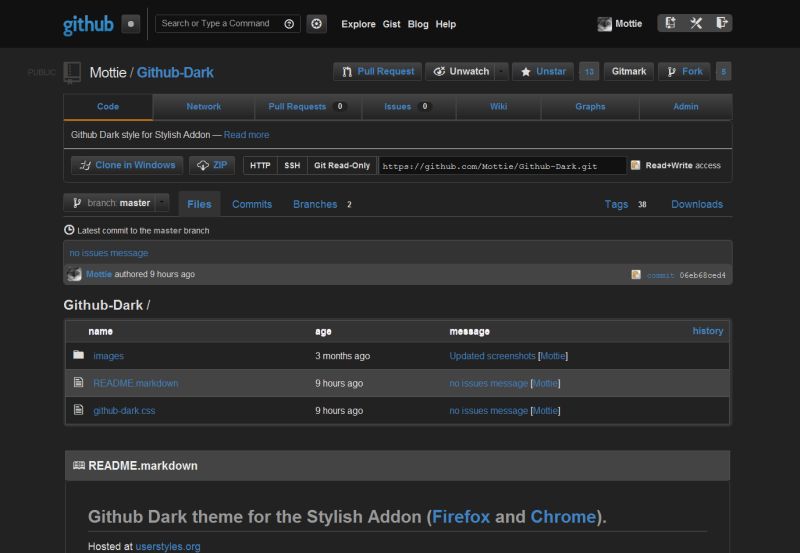 github Search or Type a Command Explore Gist Blog Help Mottie
PUBLIC Mottie / Github-Dark Pull Request Unwatch Unstar 13 Gitmark Fork 5
Code Network Pull Requests 0 Issues 0 Wiki Graphs Admin
Github Dark style for Stylish Addon — Read more
Clone in Windows ZIP HTTP SSH Git Read-Only https://github.com/Mottie/Github-Dark.git Read+Write access
branch: master Files Commits Branches 2 Tags 38 Downloads
Latest commit to the master branch
no issues message
Mottie authored 9 hours ago commit 06eb68ced4
Github-Dark /
name age message history
images 3 months ago Updated screenshots [Mottie]
README.markdown 9 hours ago no issues message [Mottie]
github-dark.css 9 hours ago no issues message [Mottie]
README.markdown
Github Dark theme for the Stylish Addon (Firefox and Chrome).
Hosted at userstyles.org